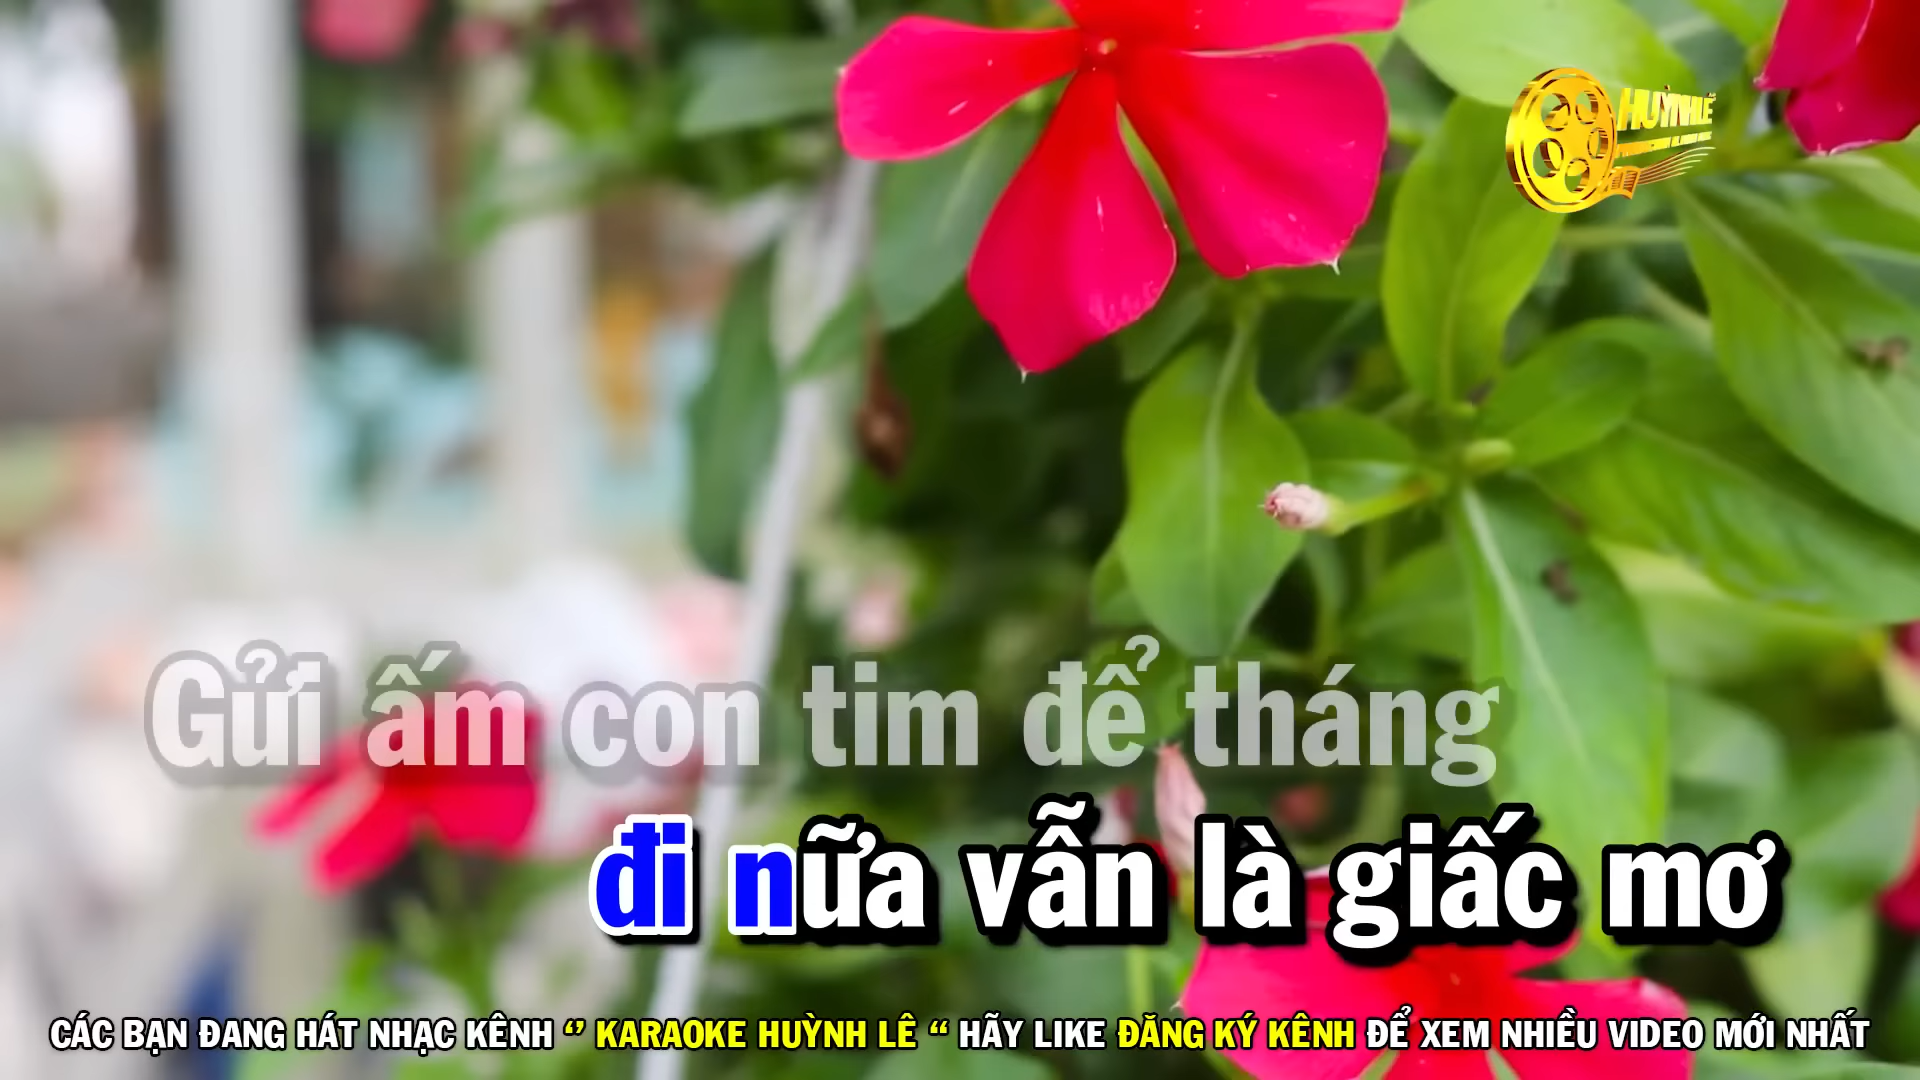 HUỲNH LÊ
Gửi ấm con tim để tháng
đi nữa vẫn là giấc mơ
CÁC BẠN ĐANG HÁT NHẠC KÊNH ‘’ KARAOKE HUỲNH LÊ “ HÃY LIKE ĐĂNG KÝ KÊNH ĐỂ XEM NHIỀU VIDEO MỚI NHẤT